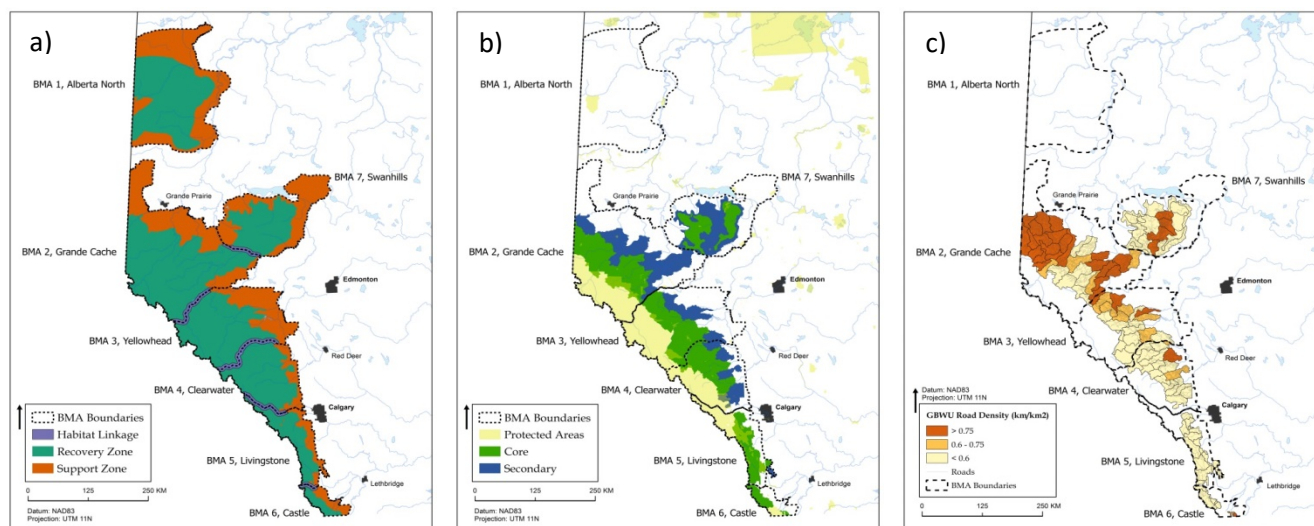 a)
BMA 1, Alberta North
BMA 7, Swanhills
Grande Prairie
BMA 2, Grande Cache
Edmonton
BMA 3, Yellowhead
Red Deer
BMA 4, Clearwater
Calgary
BMA Boundaries
Habitat Linkage
Recovery Zone
Support Zone
BMA 5, Livingstone
Lethbridge
0 125 250 KM
BMA 6, Castle
Datum: NAD83
Projection: UTM 11N
b)
BMA 1, Alberta North
BMA 7, Swanhills
Grande Prairie
BMA 2, Grande Cache
Edmonton
BMA 3, Yellowhead
Red Deer
BMA 4, Clearwater
Calgary
BMA Boundaries
Protected Areas
Core
Secondary
BMA 5, Livingstone
Lethbridge
0 125 250 KM
BMA 6, Castle
Datum: NAD83
Projection: UTM 11N
c)
BMA 1, Alberta North
BMA 7, Swanhills
Grande Prairie
BMA 2, Grande Cache
Edmonton
BMA 3, Yellowhead
Red Deer
BMA 4, Clearwater
Datum: NAD83
Projection: UTM 11N
Calgary
GBWU Road Density (km/km2)
> 0.75
0.6 - 0.75
< 0.6
Roads
BMA Boundaries
BMA 5, Livingstone
Lethbridge
0 125 250 KM
BMA 6, Castle